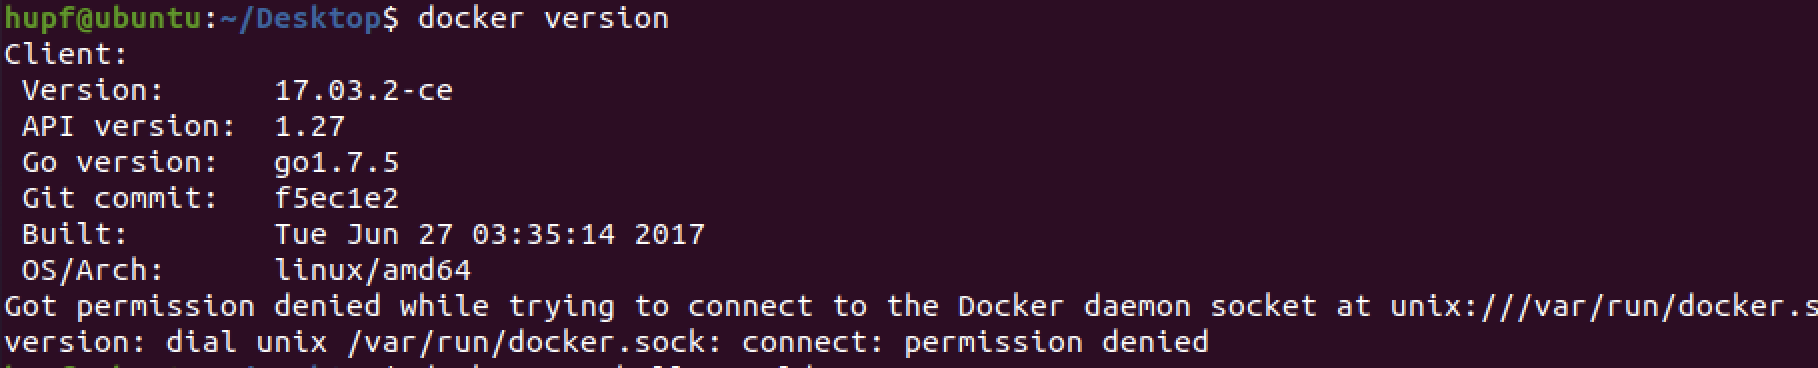 hupf@ubuntu:~/Desktop$ docker version
Client:
 Version:      17.03.2-ce
 API version:  1.27
 Go version:   go1.7.5
 Git commit:   f5ec1e2
 Built:        Tue Jun 27 03:35:14 2017
 OS/Arch:      linux/amd64
Got permission denied while trying to connect to the Docker daemon socket at unix:///var/run/docker.s
version: dial unix /var/run/docker.sock: connect: permission denied